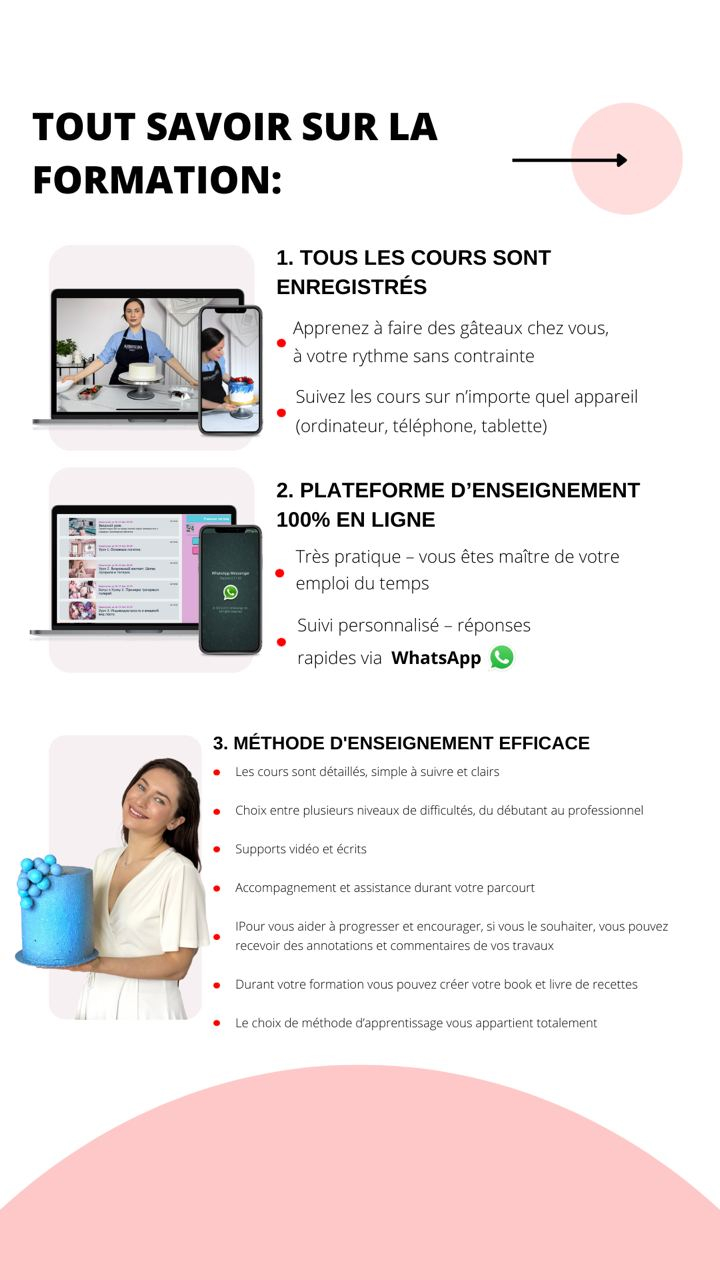 TOUT SAVOIR SUR LA
FORMATION:
1. TOUS LES COURS SONT
ENREGISTRÉS
Apprenez à faire des gâteaux chez vous,
à votre rythme sans contrainte
Suivez les cours sur n’importe quel appareil
(ordinateur, téléphone, tablette)
2. PLATEFORME D’ENSEIGNEMENT
100% EN LIGNE
Très pratique – vous êtes maître de votre
emploi du temps
Suivi personnalisé – réponses
rapides via WhatsApp
WhatsApp Messenger
3. MÉTHODE D'ENSEIGNEMENT EFFICACE
Les cours sont détaillés, simple à suivre et clairs
Choix entre plusieurs niveaux de difficultés, du débutant au professionnel
Supports vidéo et écrits
Accompagnement et assistance durant votre parcourt
IPour vous aider à progresser et encourager, si vous le souhaiter, vous pouvez
recevoir des annotations et commentaires de vos travaux
Durant votre formation vous pouvez créer votre book et livre de recettes
Le choix de méthode d’apprentissage vous appartient totalement